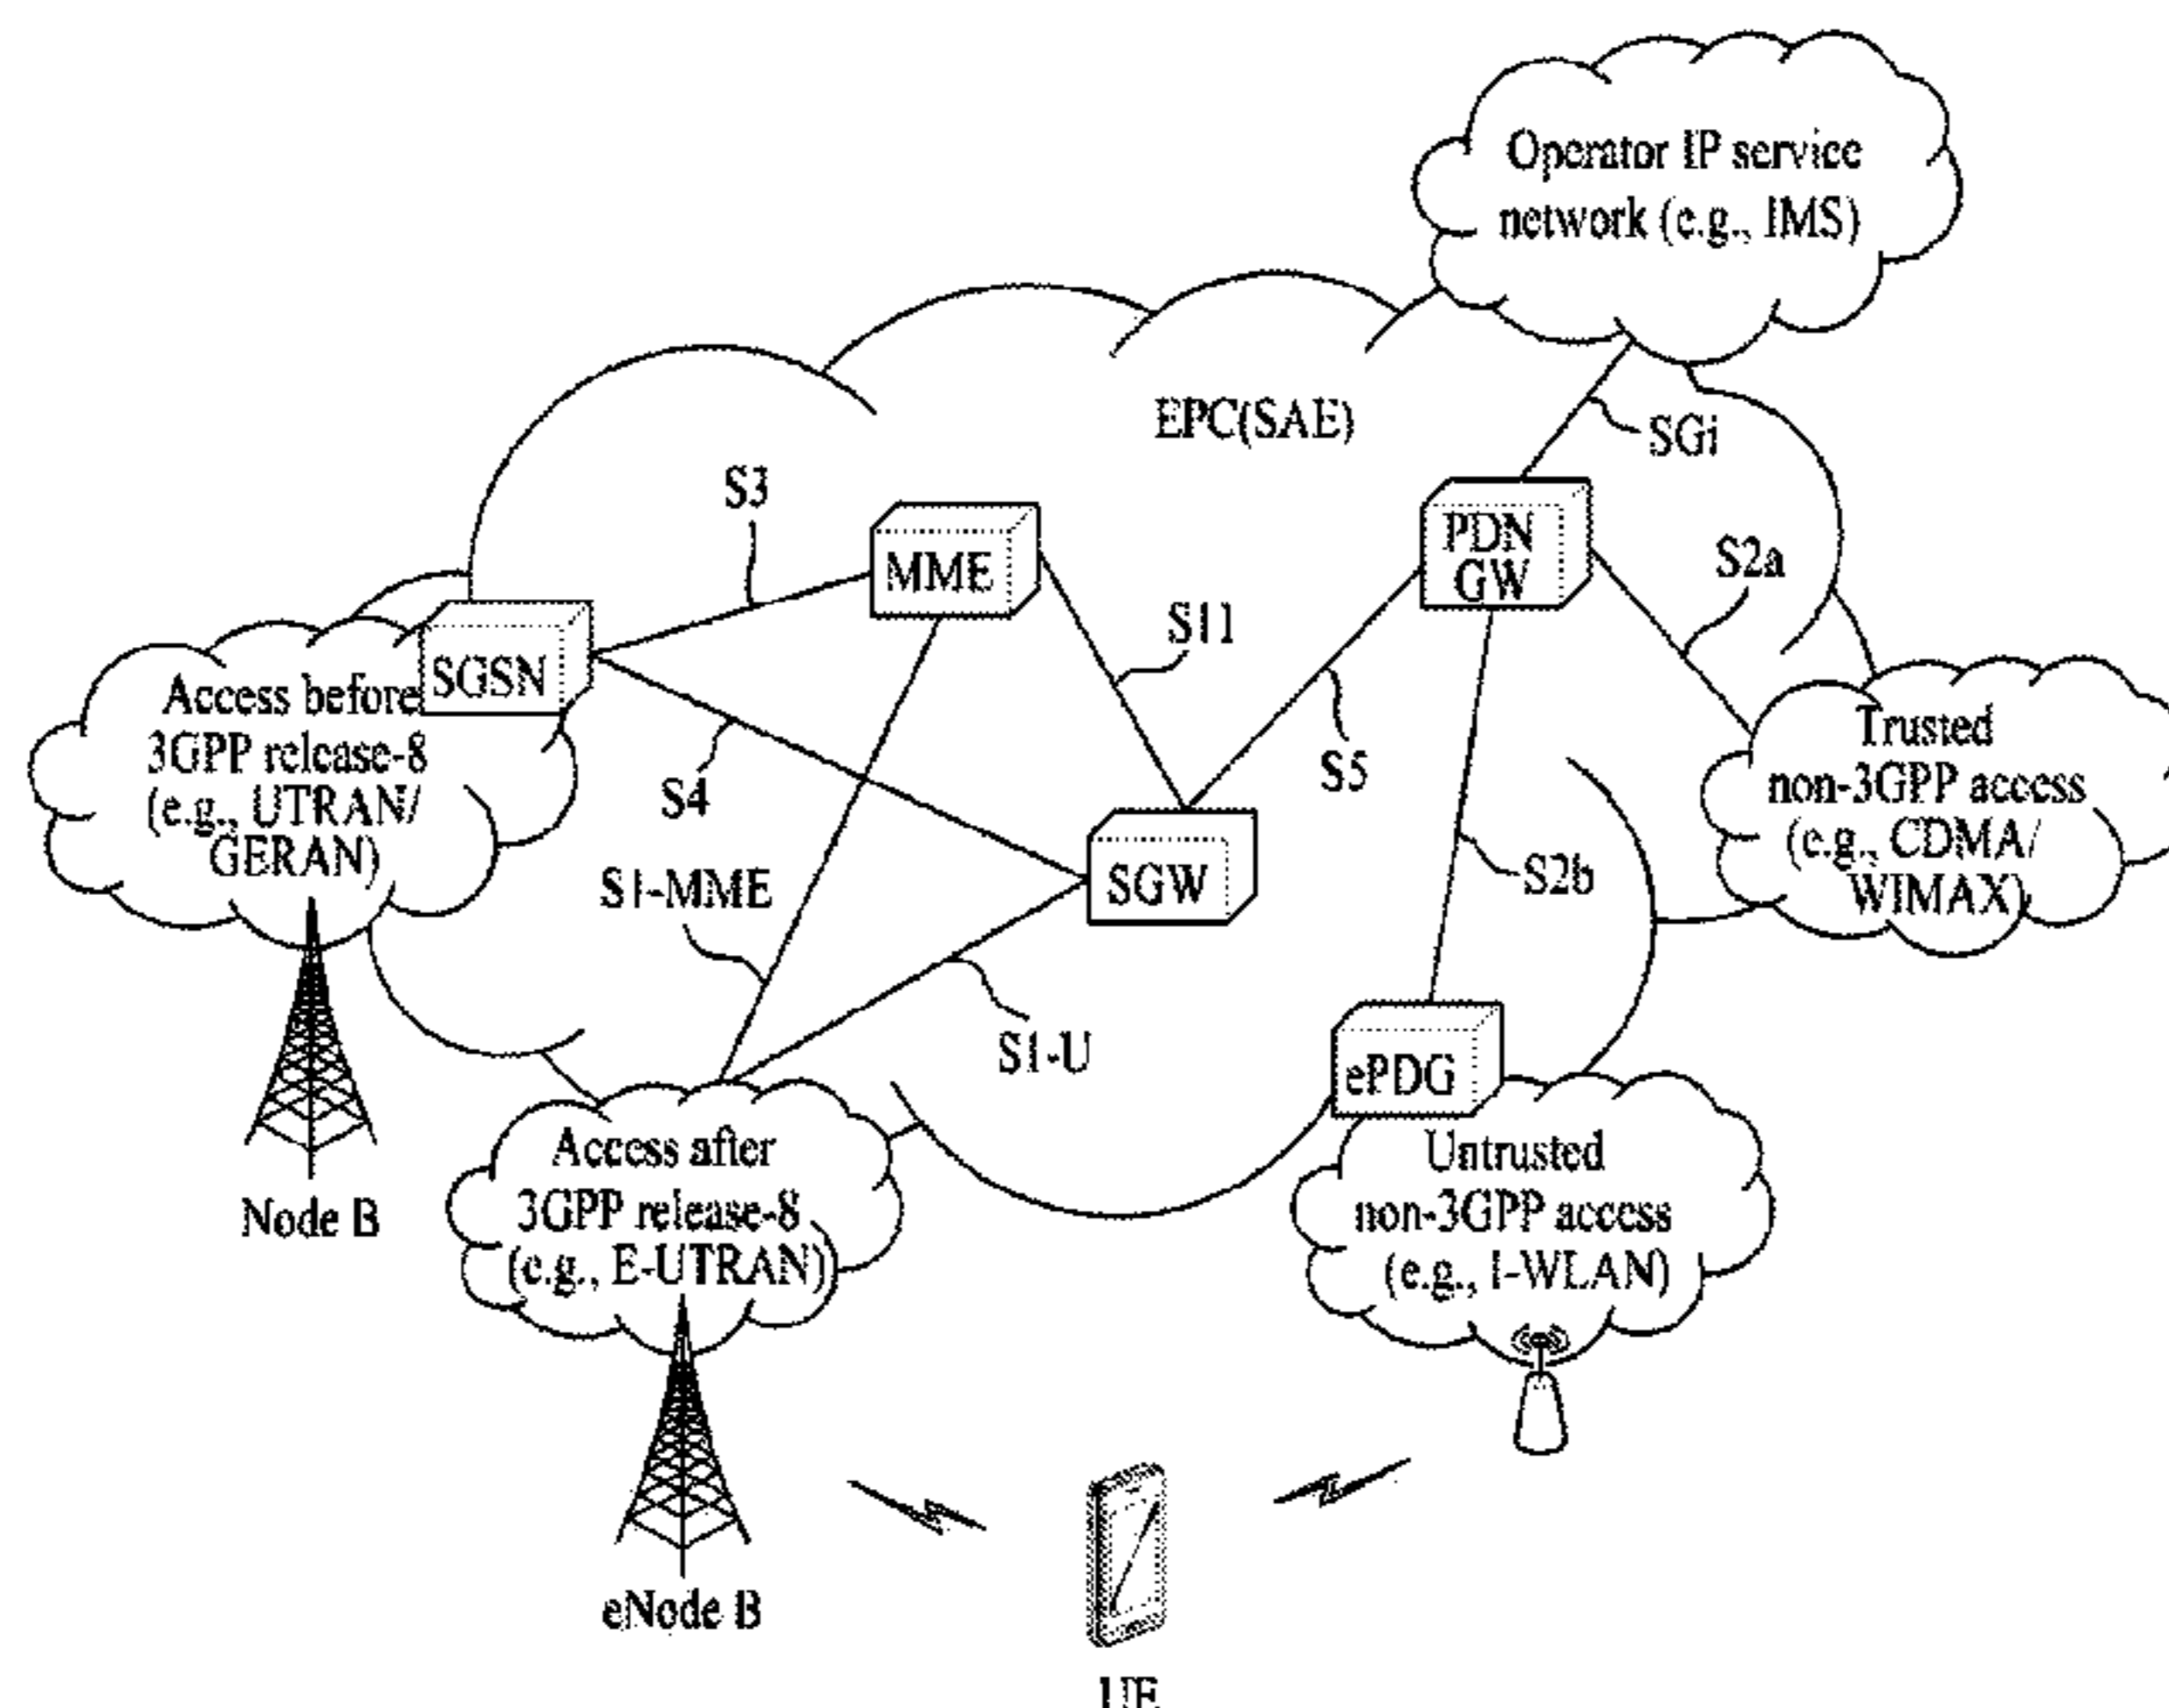 Operator IP service
network (e.g., IMS)
EPC(SAE)
SGi
S3
MME
PDN
GW
S2a
S11
SGSN
Access before
3GPP release-8
(e.g., UTRAN/
GERAN)
S4
S5
Trusted
non-3GPP access
(e.g., CDMA/
WIMAX)
S1-MME
SGW
S2b
S1-U
ePDG
Node B
Access after
3GPP release-8
(e.g., E-UTRAN)
Untrusted
non-3GPP access
(e.g., I-WLAN)
eNode B
UE